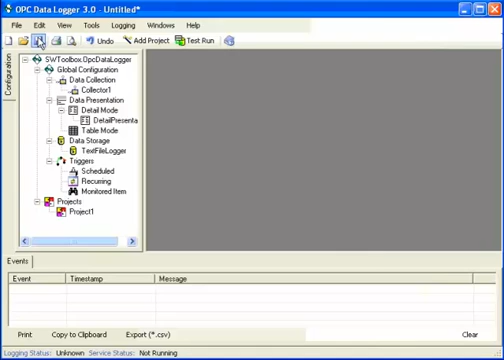 OPC Data Logger 3.0 - Untitled*
File Edit View Tools Logging Windows Help
Undo Add Project Test Run
Configuration
SWToolbox.OpcDataLogger
Global Configuration
Data Collection
Collector1
Data Presentation
Detail Mode
DetailPresenta
Table Mode
Data Storage
TextFileLogger
Triggers
Scheduled
Recurring
Monitored Item
Projects
Project1
Events
Event Timestamp Message
Print Copy to Clipboard Export (*.csv) Clear
Logging Status: Unknown Service Status: Not Running